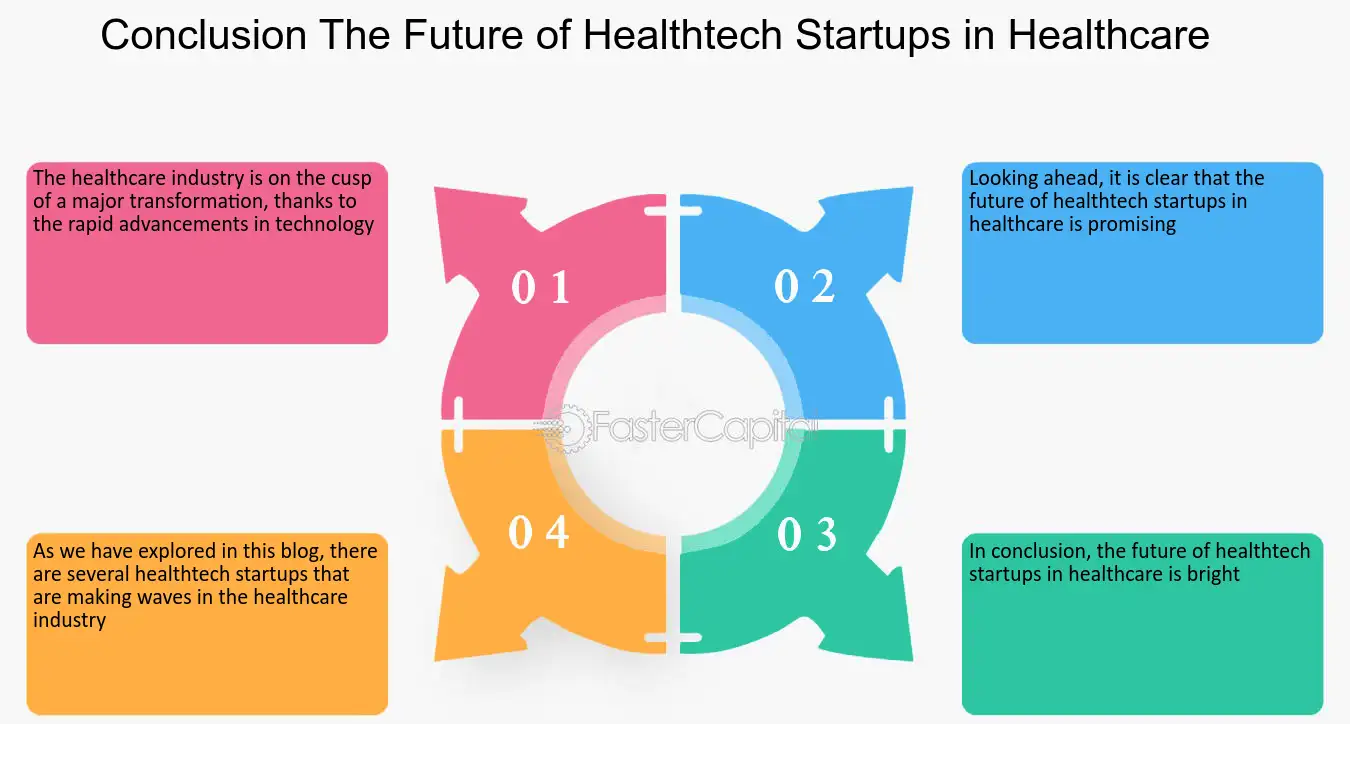 Conclusion The Future of Healthtech Startups in Healthcare
The healthcare industry is on the cusp
of a major transformation, thanks to
the rapid advancements in technology
Looking ahead, it is clear that the
future of healthtech startups in
healthcare is promising
0 1
0 2
FasterCapital
0 4
0 3
As we have explored in this blog, there
are several healthtech startups that
are making waves in the healthcare
industry
In conclusion, the future of healthtech
startups in healthcare is bright